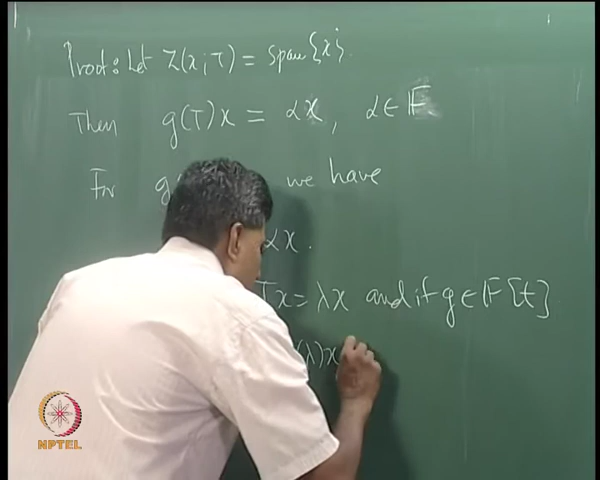 Proof: Let Z(x; T) = span {x}.
Then g(T)x = αx, α ∈ F
For g we have
αx.
Tx = λx and if g ∈ F[t]
(λ)x
NPTEL